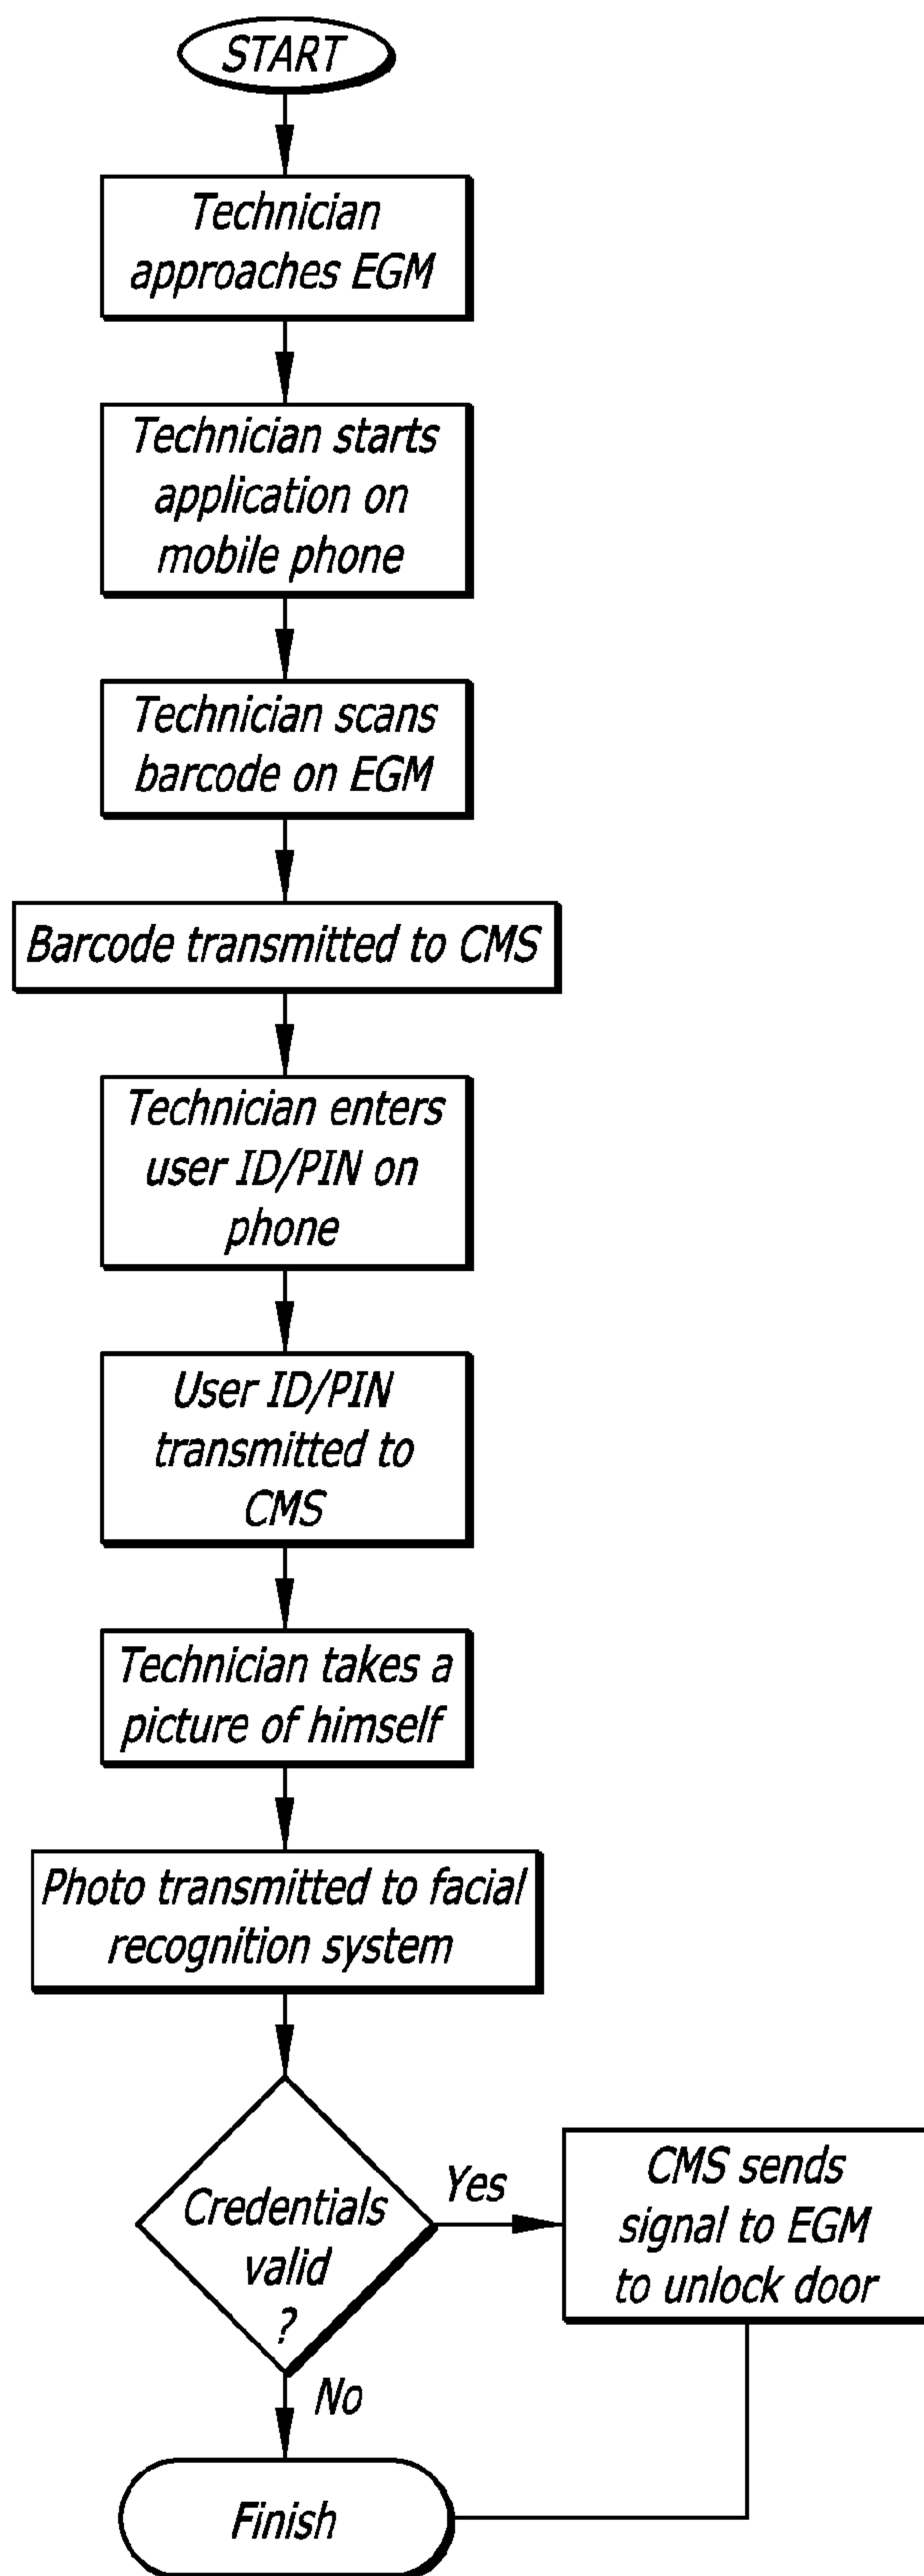 START
Technician
approaches EGM
Technician starts
application on
mobile phone
Technician scans
barcode on EGM
Barcode transmitted to CMS
Technician enters
user ID/PIN on
phone
User ID/PIN
transmitted to
CMS
Technician takes a
picture of himself
Photo transmitted to facial
recognition system
Credentials
valid
?
Yes
CMS sends
signal to EGM
to unlock door
No
Finish